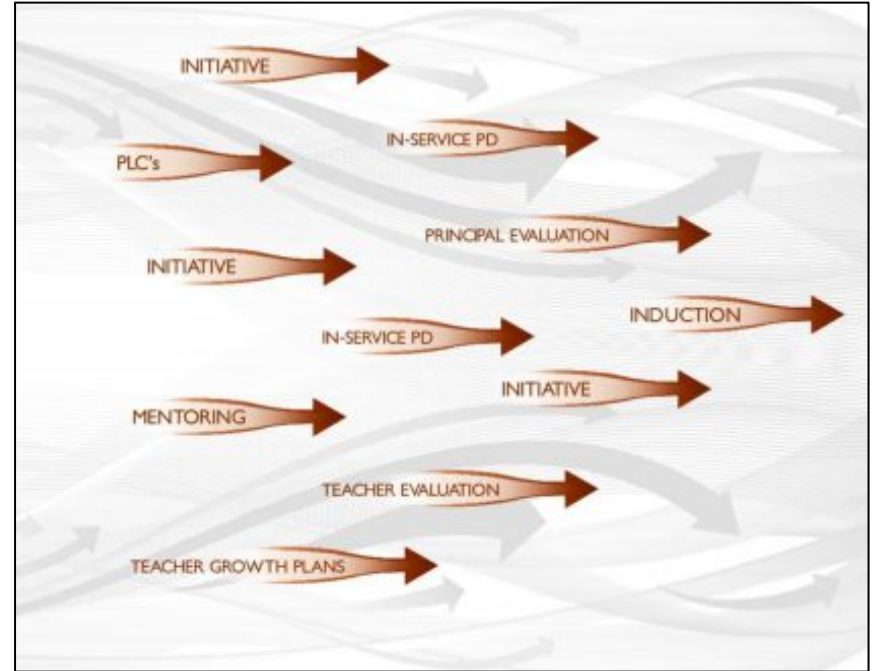 INITIATIVE
IN-SERVICE PD
PLC's
PRINCIPAL EVALUATION
INITIATIVE
INDUCTION
IN-SERVICE PD
INITIATIVE
MENTORING
TEACHER EVALUATION
TEACHER GROWTH PLANS